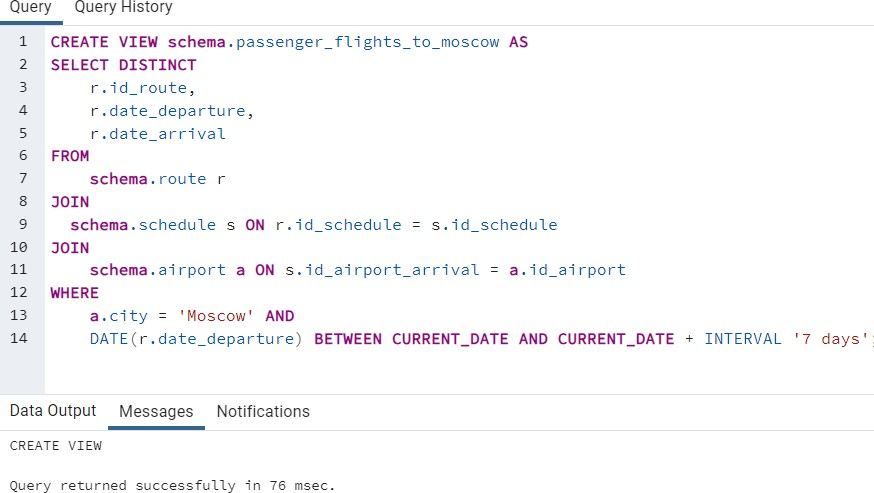 Query Query History
1 CREATE VIEW schema.passenger_flights_to_moscow AS
2 SELECT DISTINCT
3 r.id_route,
4 r.date_departure,
5 r.date_arrival
6 FROM
7 schema.route r
8 JOIN
9 schema.schedule s ON r.id_schedule = s.id_schedule
10 JOIN
11 schema.airport a ON s.id_airport_arrival = a.id_airport
12 WHERE
13 a.city = 'Moscow' AND
14 DATE(r.date_departure) BETWEEN CURRENT_DATE AND CURRENT_DATE + INTERVAL '7 days';
Data Output Messages Notifications
CREATE VIEW
Query returned successfully in 76 msec.